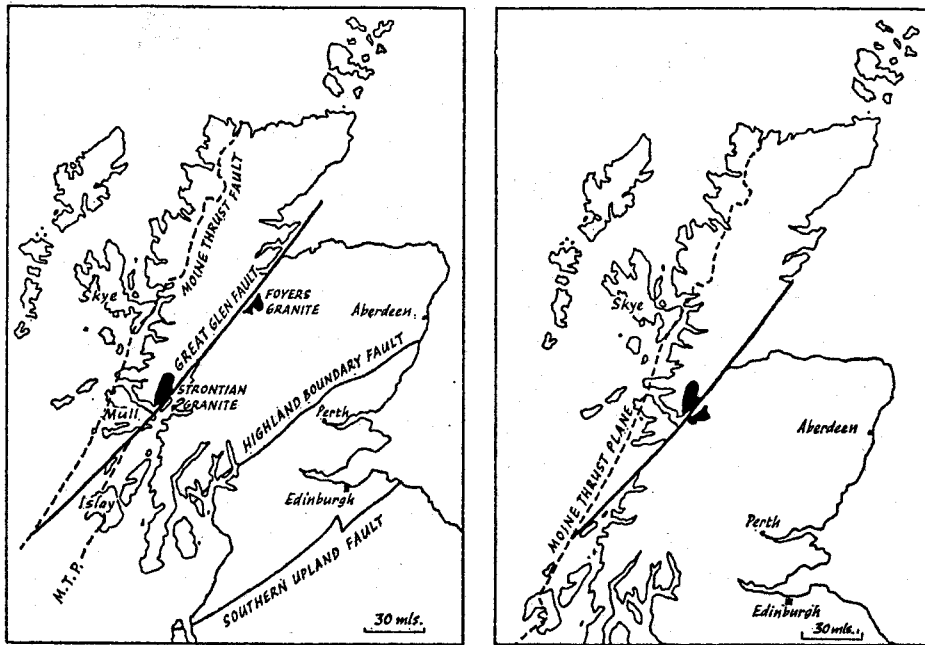 MOINE THRUST FAULT
Skye
GREAT GLEN FAULT
FOYERS
GRANITE
Aberdeen
STRONTIAN
GRANITE
HIGHLAND BOUNDARY FAULT
Mull
Perth
Islay
Edinburgh
M.T.P.
SOUTHERN UPLAND FAULT
30 mls.
Skye
MOINE THRUST PLANE
Aberdeen
Perth
Edinburgh
30 mls.